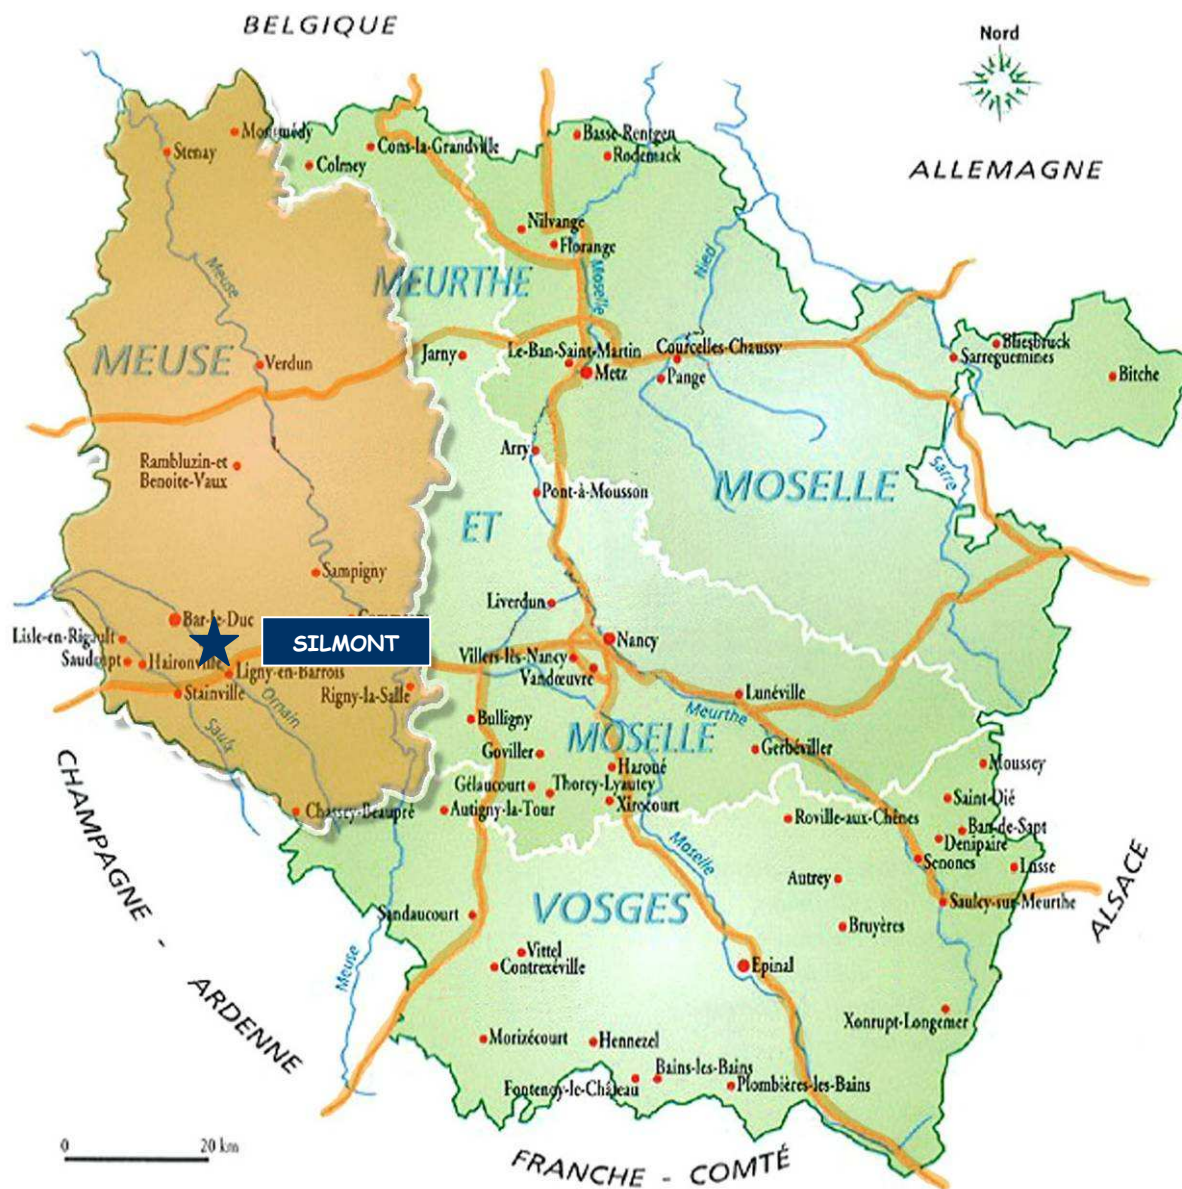 BELGIQUE
Nord
ALLEMAGNE
Montmédy
Stenay
Cons-la-Grandville
Colmey
Basse-Rentgen
Rodemack
Nilvange
Florange
Meuse
Moselle
Nied
MEURTHE
MEUSE
Verdun
Jarny
Le-Ban-Saint-Martin
Metz
Courcelles-Chaussy
Pange
Bliesbruck
Sarreguemines
Bitche
Arry
Rambluzin-et
Benoite-Vaux
Pont-à-Mousson
MOSELLE
Sarre
ET
Sampigny
Liverdun
Bar-le-Duc
SILMONT
Lisle-en-Rigault
Saudrupt
Haironville
Ligny-en-Barrois
Stainville
Rigny-la-Salle
Ornain
Saulx
Nancy
Villers-lès-Nancy
Vandœuvre
Lunéville
Meurthe
Bulligny
MOSELLE
Goviller
Haroué
Gerbéviller
Moussey
Gélaucourt
Thorey-Lyautey
Chassey-Beaupré
Autigny-la-Tour
Xirocourt
Saint-Dié
Roville-aux-Chênes
Ban-de-Sapt
Denipaire
Senones
Lusse
Moselle
Autrey
VOSGES
Saulcy-sur-Meurthe
Sandaucourt
Bruyères
Vittel
Contrexéville
Epinal
Meuse
Xonrupt-Longemer
Morizécourt
Hennezel
Bains-les-Bains
Fontenoy-le-Château
Plombières-les-Bains
CHAMPAGNE - ARDENNE
ALSACE
FRANCHE - COMTÉ
0 20 km